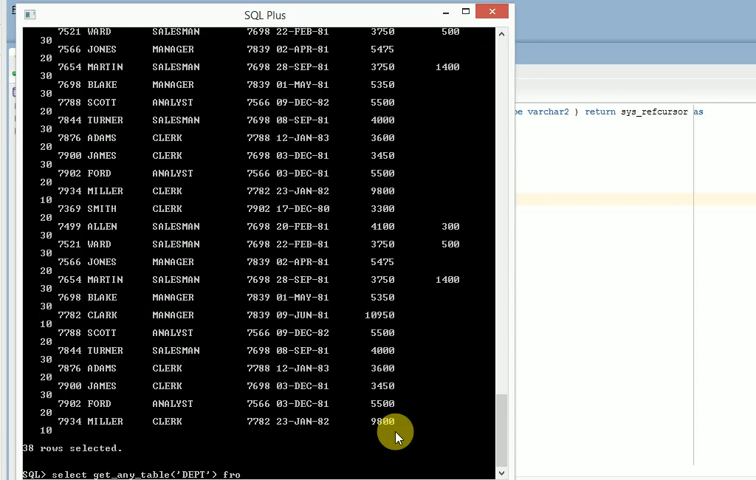 SQL Plus
7521 WARD SALESMAN 7698 22-FEB-81 3750 500
30
7566 JONES MANAGER 7839 02-APR-81 5475
20
7654 MARTIN SALESMAN 7698 28-SEP-81 3750 1400
30
7698 BLAKE MANAGER 7839 01-MAY-81 5350
30
7788 SCOTT ANALYST 7566 09-DEC-82 5500
20
7844 TURNER SALESMAN 7698 08-SEP-81 4000
30
7876 ADAMS CLERK 7788 12-JAN-83 3600
20
7900 JAMES CLERK 7698 03-DEC-81 3450
30
7902 FORD ANALYST 7566 03-DEC-81 5500
20
7934 MILLER CLERK 7782 23-JAN-82 9800
10
7369 SMITH CLERK 7902 17-DEC-80 3300
20
7499 ALLEN SALESMAN 7698 20-FEB-81 4100 300
30
7521 WARD SALESMAN 7698 22-FEB-81 3750 500
30
7566 JONES MANAGER 7839 02-APR-81 5475
20
7654 MARTIN SALESMAN 7698 28-SEP-81 3750 1400
30
7698 BLAKE MANAGER 7839 01-MAY-81 5350
30
7782 CLARK MANAGER 7839 09-JUN-81 10950
10
7788 SCOTT ANALYST 7566 09-DEC-82 5500
20
7844 TURNER SALESMAN 7698 08-SEP-81 4000
30
7876 ADAMS CLERK 7788 12-JAN-83 3600
20
7900 JAMES CLERK 7698 03-DEC-81 3450
30
7902 FORD ANALYST 7566 03-DEC-81 5500
20
7934 MILLER CLERK 7782 23-JAN-82 9800
10
38 rows selected.
SQL> select get_any_table('DEPT') fro
pe varchar2 ) return sys_refcursor as